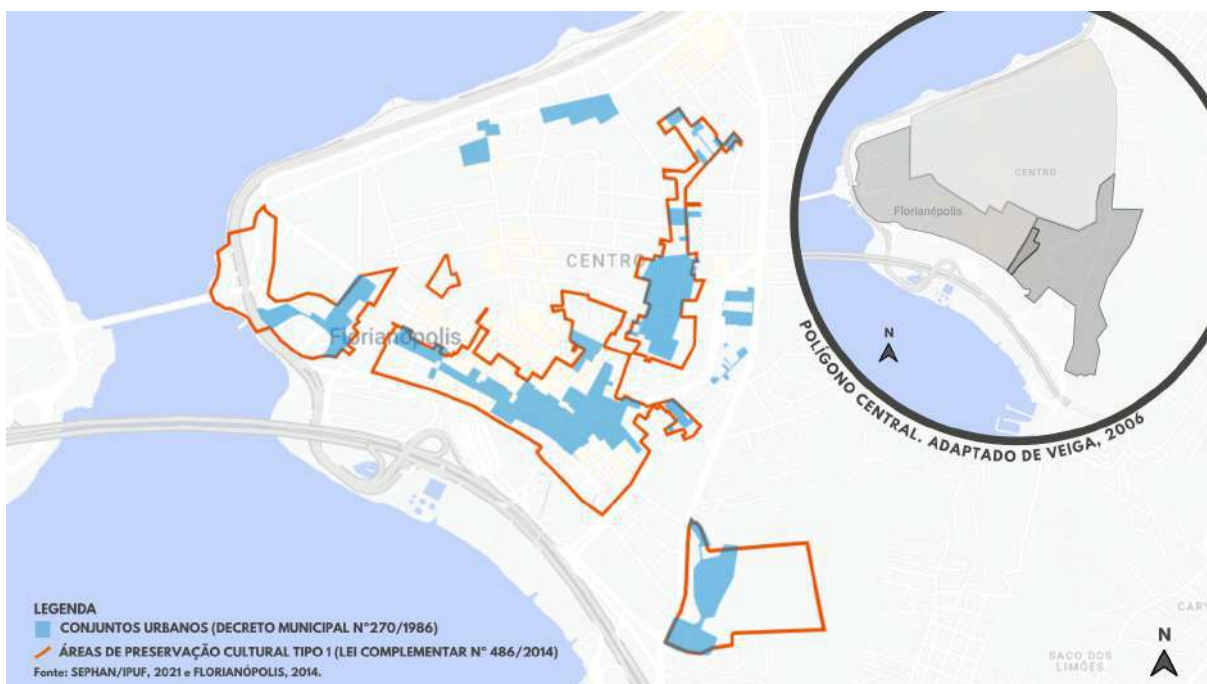 CENTRO
Florianópolis
N
POLÍGONO CENTRAL. ADAPTADO DE VEIGA, 2006
CENTRO
Florianópolis
LEGENDA
CONJUNTOS URBANOS (DECRETO MUNICIPAL N°270/1986)
ÁREAS DE PRESERVAÇÃO CULTURAL TIPO 1 (LEI COMPLEMENTAR N° 486/2014)
Fonte: SEPHAN/IPUF, 2021 e FLORIANÓPOLIS, 2014.
SACO DOS
LIMÕES
CARV
N